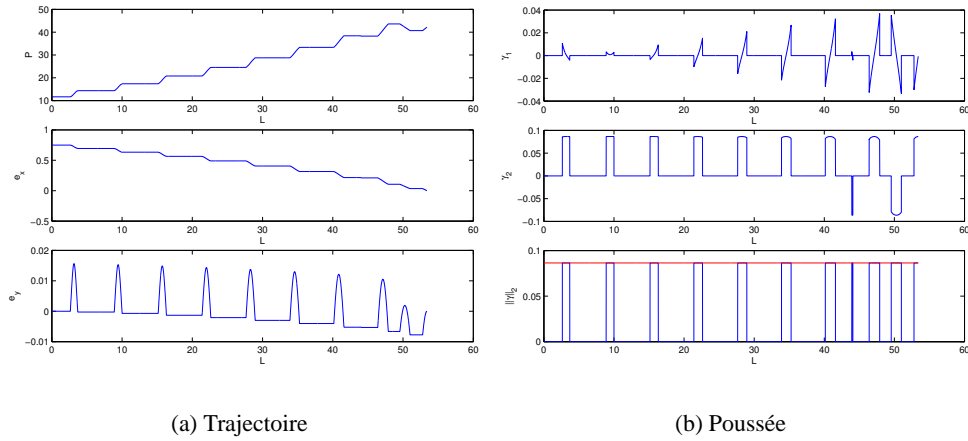 50
40
30
20
10
P
0 10 20 30 40 50 60
L
1
0.5
0
−0.5
e_x
0 10 20 30 40 50 60
L
0.02
0.01
0
−0.01
e_y
0 10 20 30 40 50 60
L
(a) Trajectoire
0.04
0.02
0
−0.02
−0.04
γ_1
0 10 20 30 40 50 60
L
0.1
0.05
0
−0.05
−0.1
γ_2
0 10 20 30 40 50 60
L
0.1
0.05
0
||γ||_2
0 10 20 30 40 50 60
L
(b) Poussée